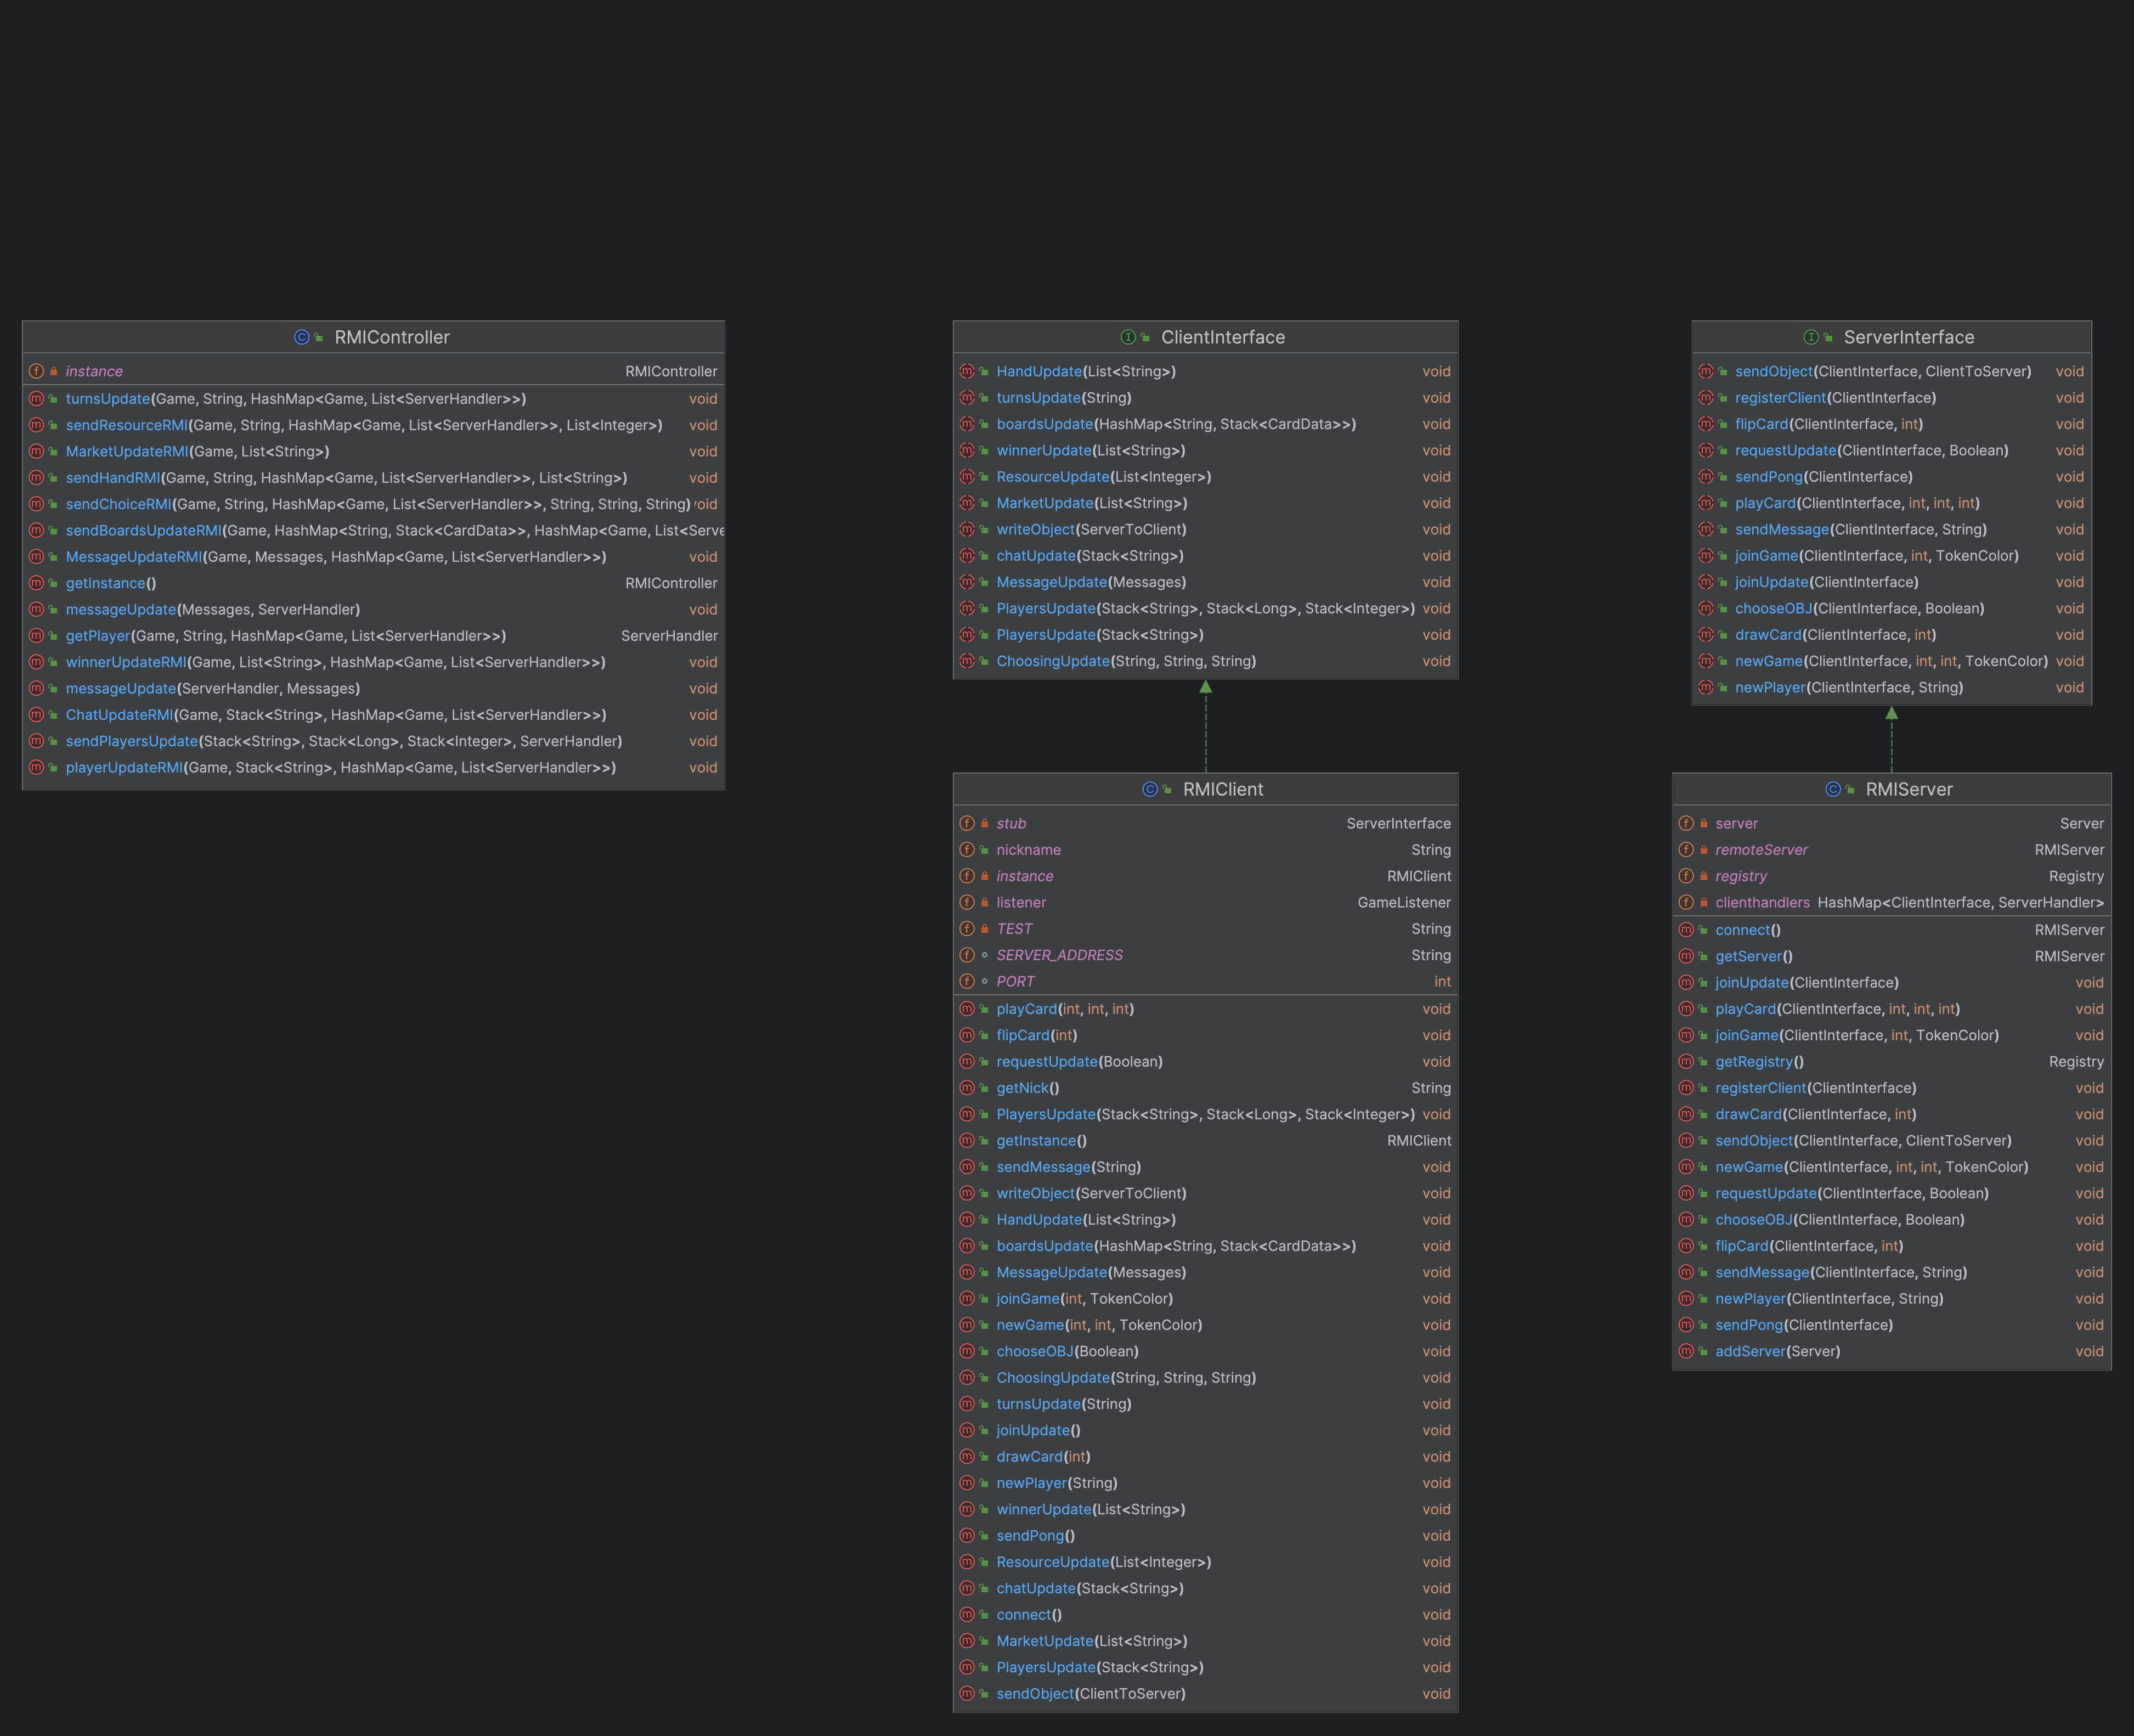 RMIController
instance RMIController
turnsUpdate(Game, String, HashMap<Game, List<ServerHandler>>) void
sendResourceRMI(Game, String, HashMap<Game, List<ServerHandler>>, List<Integer>) void
MarketUpdateRMI(Game, List<String>) void
sendHandRMI(Game, String, HashMap<Game, List<ServerHandler>>, List<String>) void
sendChoiceRMI(Game, String, HashMap<Game, List<ServerHandler>>, String, String, String) void
sendBoardsUpdateRMI(Game, HashMap<String, Stack<CardData>>, HashMap<Game, List<Serve
MessageUpdateRMI(Game, Messages, HashMap<Game, List<ServerHandler>>) void
getInstance() RMIController
messageUpdate(Messages, ServerHandler) void
getPlayer(Game, String, HashMap<Game, List<ServerHandler>>) ServerHandler
winnerUpdateRMI(Game, List<String>, HashMap<Game, List<ServerHandler>>) void
messageUpdate(ServerHandler, Messages) void
ChatUpdateRMI(Game, Stack<String>, HashMap<Game, List<ServerHandler>>) void
sendPlayersUpdate(Stack<String>, Stack<Long>, Stack<Integer>, ServerHandler) void
playerUpdateRMI(Game, Stack<String>, HashMap<Game, List<ServerHandler>>) void
ClientInterface
HandUpdate(List<String>) void
turnsUpdate(String) void
boardsUpdate(HashMap<String, Stack<CardData>>) void
winnerUpdate(List<String>) void
ResourceUpdate(List<Integer>) void
MarketUpdate(List<String>) void
writeObject(ServerToClient) void
chatUpdate(Stack<String>) void
MessageUpdate(Messages) void
PlayersUpdate(Stack<String>, Stack<Long>, Stack<Integer>) void
PlayersUpdate(Stack<String>) void
ChoosingUpdate(String, String, String) void
ServerInterface
sendObject(ClientInterface, ClientToServer) void
registerClient(ClientInterface) void
flipCard(ClientInterface, int) void
requestUpdate(ClientInterface, Boolean) void
sendPong(ClientInterface) void
playCard(ClientInterface, int, int, int) void
sendMessage(ClientInterface, String) void
joinGame(ClientInterface, int, TokenColor) void
joinUpdate(ClientInterface) void
chooseOBJ(ClientInterface, Boolean) void
drawCard(ClientInterface, int) void
newGame(ClientInterface, int, int, TokenColor) void
newPlayer(ClientInterface, String) void
RMIClient
stub ServerInterface
nickname String
instance RMIClient
listener GameListener
TEST String
SERVER_ADDRESS String
PORT int
playCard(int, int, int) void
flipCard(int) void
requestUpdate(Boolean) void
getNick() String
PlayersUpdate(Stack<String>, Stack<Long>, Stack<Integer>) void
getInstance() RMIClient
sendMessage(String) void
writeObject(ServerToClient) void
HandUpdate(List<String>) void
boardsUpdate(HashMap<String, Stack<CardData>>) void
MessageUpdate(Messages) void
joinGame(int, TokenColor) void
newGame(int, int, TokenColor) void
chooseOBJ(Boolean) void
ChoosingUpdate(String, String, String) void
turnsUpdate(String) void
joinUpdate() void
drawCard(int) void
newPlayer(String) void
winnerUpdate(List<String>) void
sendPong() void
ResourceUpdate(List<Integer>) void
chatUpdate(Stack<String>) void
connect() void
MarketUpdate(List<String>) void
PlayersUpdate(Stack<String>) void
sendObject(ClientToServer) void
RMIServer
server Server
remoteServer RMIServer
registry Registry
clienthandlers HashMap<ClientInterface, ServerHandler>
connect() RMIServer
getServer() RMIServer
joinUpdate(ClientInterface) void
playCard(ClientInterface, int, int, int) void
joinGame(ClientInterface, int, TokenColor) void
getRegistry() Registry
registerClient(ClientInterface) void
drawCard(ClientInterface, int) void
sendObject(ClientInterface, ClientToServer) void
newGame(ClientInterface, int, int, TokenColor) void
requestUpdate(ClientInterface, Boolean) void
chooseOBJ(ClientInterface, Boolean) void
flipCard(ClientInterface, int) void
sendMessage(ClientInterface, String) void
newPlayer(ClientInterface, String) void
sendPong(ClientInterface) void
addServer(Server) void